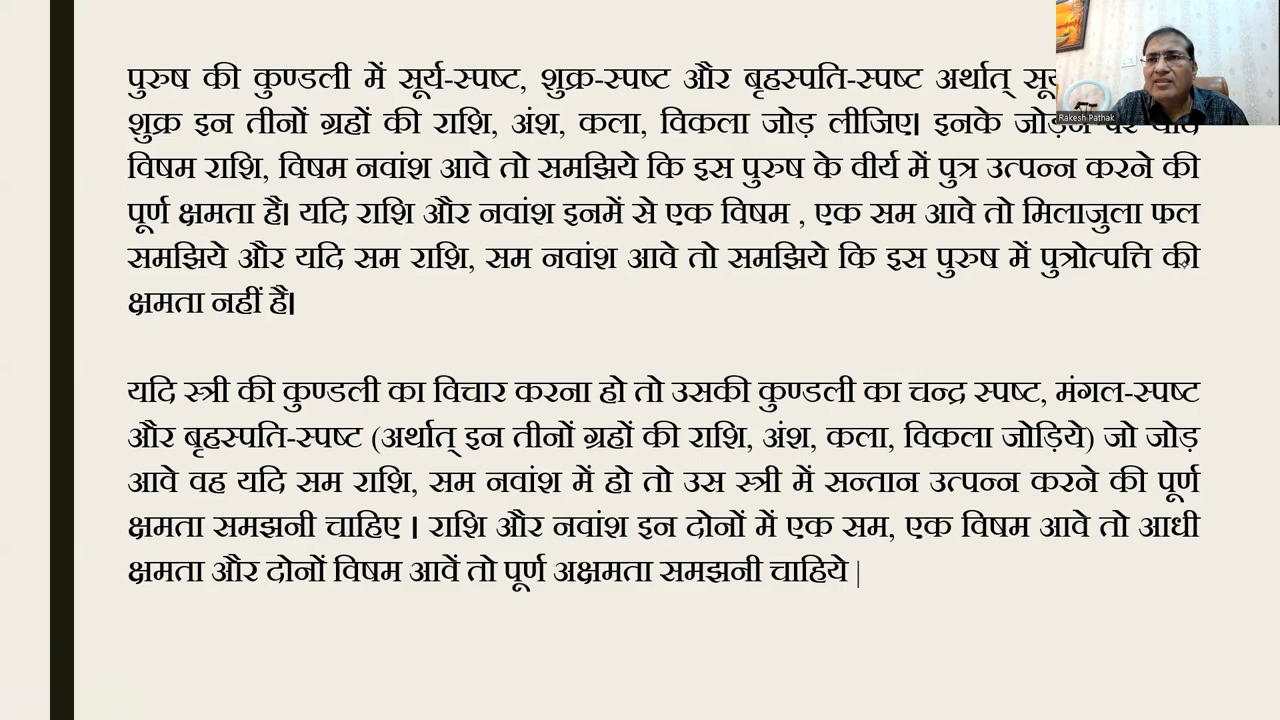 पुरुष की कुण्डली में सूर्य-स्पष्ट, शुक्र-स्पष्ट और बृहस्पति-स्पष्ट अर्थात्
Rakesh Pathak
शुक्र इन तीनों ग्रहों की राशि, अंश, कला, विकला जोड़ लीजिए। इनके
विषम राशि, विषम नवांश आवे तो समझिये कि इस पुरुष के वीर्य में पुत्र उत्पन्न करने की
पूर्ण क्षमता है। यदि राशि और नवांश इनमें से एक विषम , एक सम आवे तो मिलाजुला फल
समझिये और यदि सम राशि, सम नवांश आवे तो समझिये कि इस पुरुष में पुत्रोत्पत्ति की
क्षमता नहीं है।
यदि स्त्री की कुण्डली का विचार करना हो तो उसकी कुण्डली का चन्द्र स्पष्ट, मंगल-स्पष्ट
और बृहस्पति-स्पष्ट (अर्थात् इन तीनों ग्रहों की राशि, अंश, कला, विकला जोड़िये) जो जोड़
आवे वह यदि सम राशि, सम नवांश में हो तो उस स्त्री में सन्तान उत्पन्न करने की पूर्ण
क्षमता समझनी चाहिए । राशि और नवांश इन दोनों में एक सम, एक विषम आवे तो आधी
क्षमता और दोनों विषम आवें तो पूर्ण अक्षमता समझनी चाहिये |